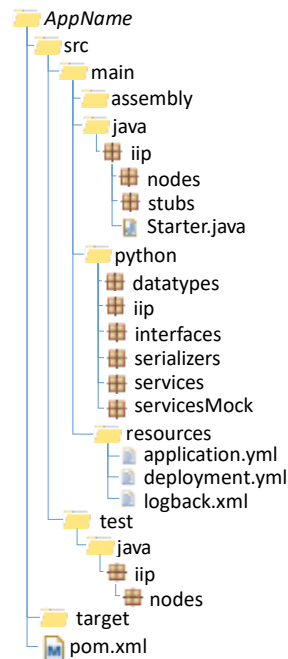 AppName
src
main
assembly
java
iip
nodes
stubs
Starter.java
python
datatypes
iip
interfaces
serializers
services
servicesMock
resources
application.yml
deployment.yml
logback.xml
test
java
iip
nodes
target
M pom.xml